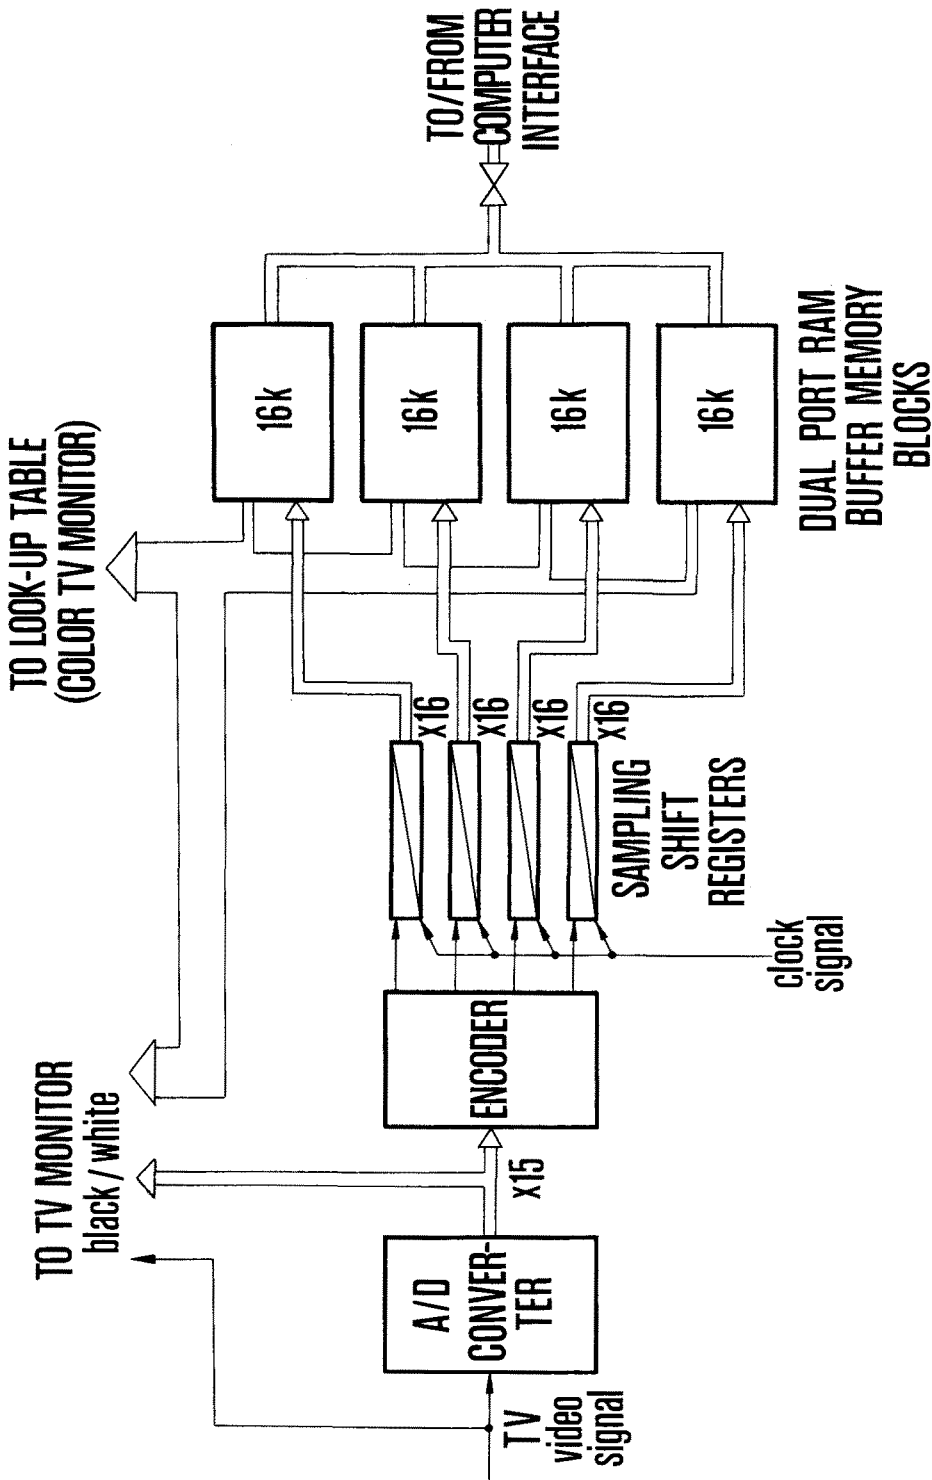 TO TV MONITOR
black/white
TO LOOK-UP TABLE
(COLOR TV MONITOR)
TV
video
signal
A/D
CONVER-
TER
x15
ENCODER
clock
signal
x16
x16
x16
x16
SAMPLING
SHIFT
REGISTERS
16k
16k
16k
16k
DUAL PORT RAM
BUFFER MEMORY
BLOCKS
TO/FROM
COMPUTER
INTERFACE